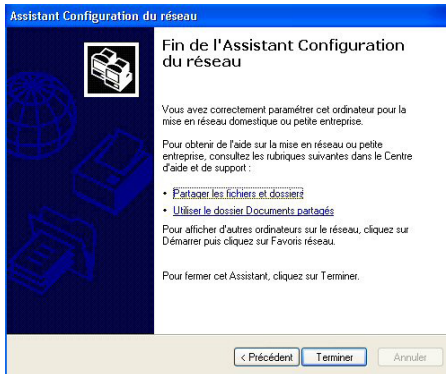 Assistant Configuration du réseau
Fin de l'Assistant Configuration
du réseau
Vous avez correctement paramétrer cet ordinateur pour la
mise en réseau domestique ou petite entreprise.
Pour obtenir de l'aide sur la mise en réseau ou petite
entreprise, consultez les rubriques suivantes dans le Centre
d'aide et de support :
• Partager les fichiers et dossiers
• Utiliser le dossier Documents partagés
Pour afficher d'autres ordinateurs sur le réseau, cliquez sur
Démarrer puis cliquez sur Favoris réseau.
Pour fermer cet Assistant, cliquez sur Terminer.
< Précédent
Terminer
Annuler